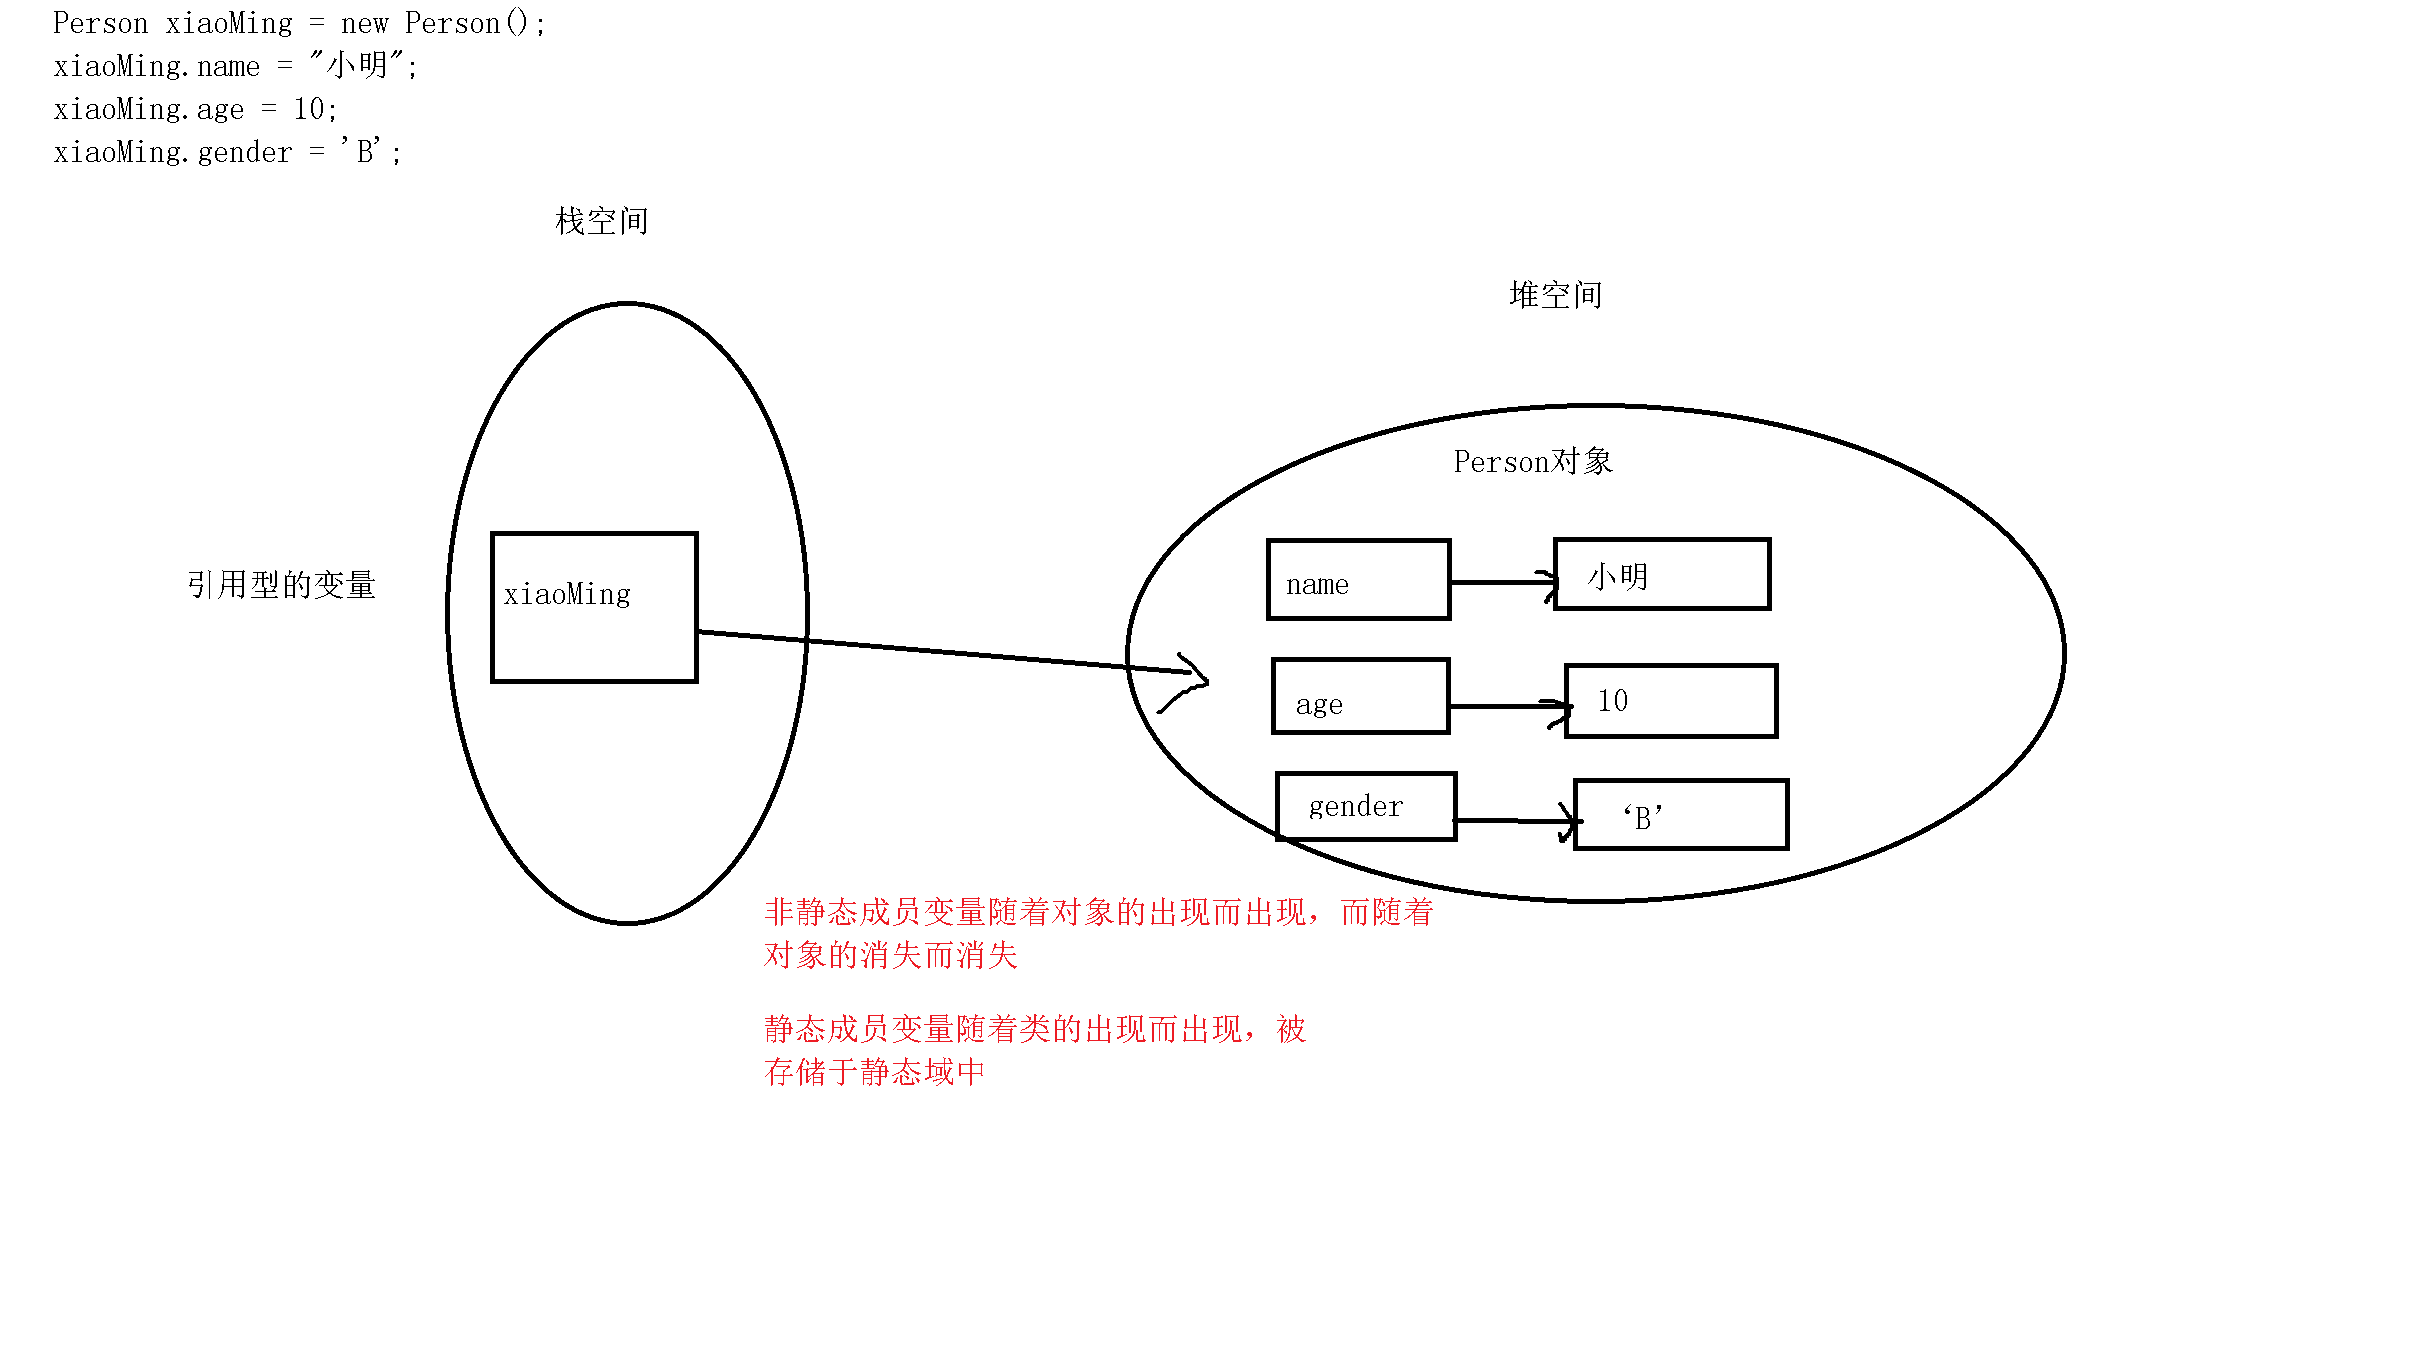 Person xiaoMing = new Person();
xiaoMing.name = "小明";
xiaoMing.age = 10;
xiaoMing.gender = 'B';
栈空间
堆空间
Person对象
引用型的变量
xiaoMing
name
小明
age
10
gender
‘B’
非静态成员变量随着对象的出现而出现，而随着
对象的消失而消失
静态成员变量随着类的出现而出现，被
存储于静态域中